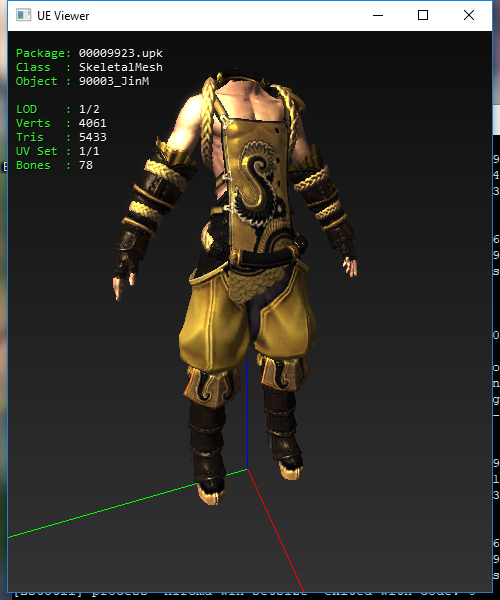 UE Viewer
Package: 00009923.upk
Class : SkeletalMesh
Object : 90003_JinM
LOD : 1/2
Verts : 4061
Tris : 5433
UV Set : 1/1
Bones : 78